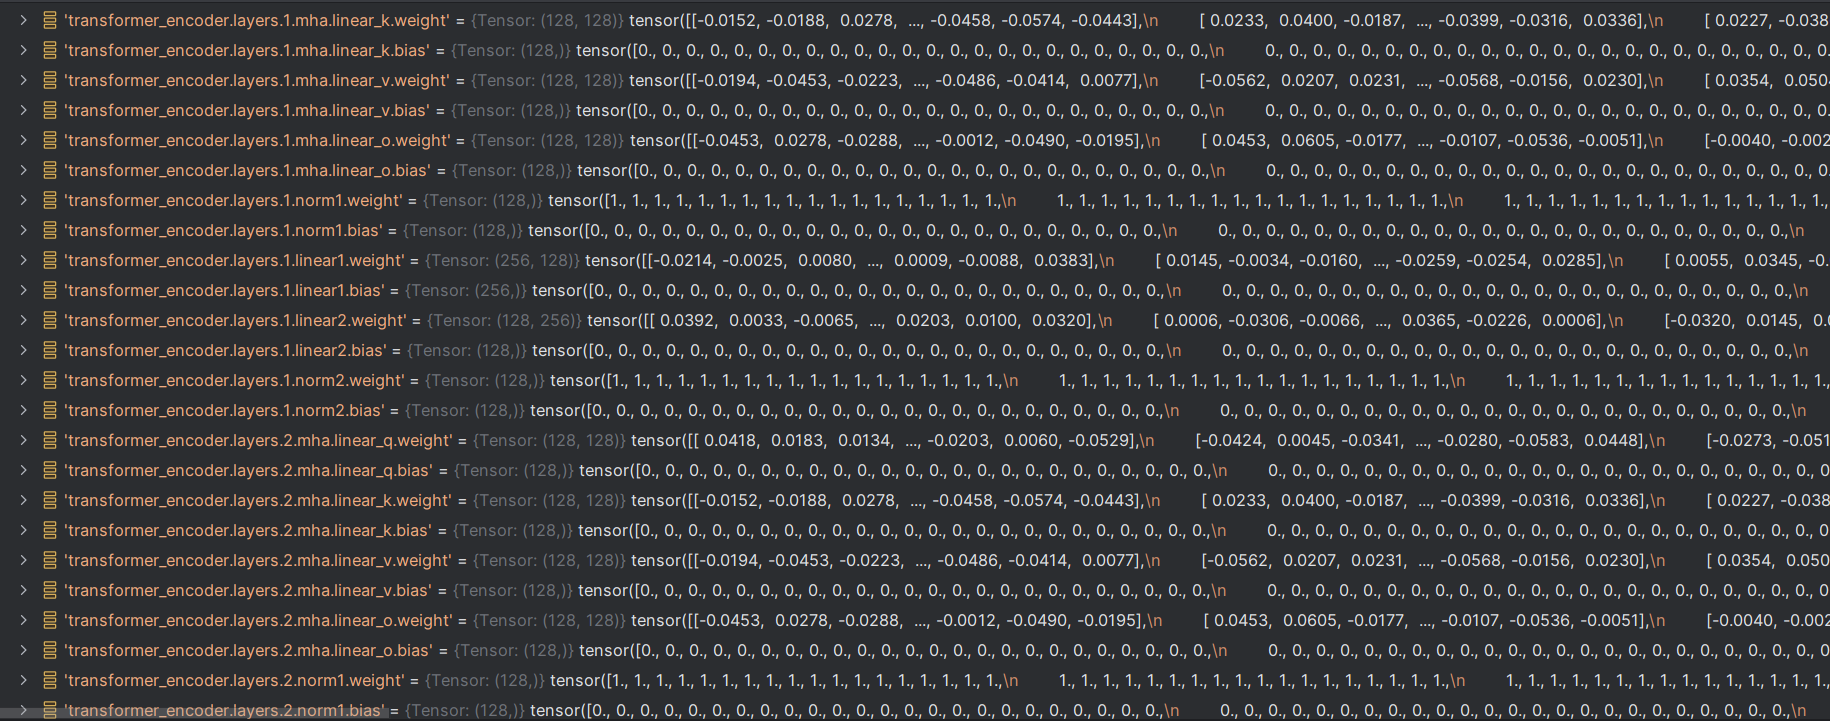 'transformer_encoder.layers.1.mha.linear_k.weight' = {Tensor: (128, 128)} tensor([[-0.0152, -0.0188,  0.0278,  ..., -0.0458, -0.0574, -0.0443],\n        [ 0.0233,  0.0400, -0.0187,  ..., -0.0399, -0.0316,  0.0336],\n        [ 0.0227, -0.038
'transformer_encoder.layers.1.mha.linear_k.bias' = {Tensor: (128,)} tensor([0., 0., 0., 0., 0., 0., 0., 0., 0., 0., 0., 0., 0., 0., 0., 0., 0., 0., 0., 0., 0., 0., 0., 0.,\n        0., 0., 0., 0., 0., 0., 0., 0., 0., 0., 0., 0., 0., 0., 0., 0., 0., 0., 0., 0., 0., 0., 0., 0.
'transformer_encoder.layers.1.mha.linear_v.weight' = {Tensor: (128, 128)} tensor([[-0.0194, -0.0453, -0.0223,  ..., -0.0486, -0.0414,  0.0077],\n        [-0.0562,  0.0207,  0.0231,  ..., -0.0568, -0.0156,  0.0230],\n        [ 0.0354,  0.0504
'transformer_encoder.layers.1.mha.linear_v.bias' = {Tensor: (128,)} tensor([0., 0., 0., 0., 0., 0., 0., 0., 0., 0., 0., 0., 0., 0., 0., 0., 0., 0., 0., 0., 0., 0., 0., 0.,\n        0., 0., 0., 0., 0., 0., 0., 0., 0., 0., 0., 0., 0., 0., 0., 0., 0., 0., 0., 0., 0., 0., 0., 0.
'transformer_encoder.layers.1.mha.linear_o.weight' = {Tensor: (128, 128)} tensor([[-0.0453,  0.0278, -0.0288,  ..., -0.0012, -0.0490, -0.0195],\n        [ 0.0453,  0.0605, -0.0177,  ..., -0.0107, -0.0536, -0.0051],\n        [-0.0040, -0.002
'transformer_encoder.layers.1.mha.linear_o.bias' = {Tensor: (128,)} tensor([0., 0., 0., 0., 0., 0., 0., 0., 0., 0., 0., 0., 0., 0., 0., 0., 0., 0., 0., 0., 0., 0., 0., 0.,\n        0., 0., 0., 0., 0., 0., 0., 0., 0., 0., 0., 0., 0., 0., 0., 0., 0., 0., 0., 0., 0., 0., 0., 0.
'transformer_encoder.layers.1.norm1.weight' = {Tensor: (128,)} tensor([1., 1., 1., 1., 1., 1., 1., 1., 1., 1., 1., 1., 1., 1., 1., 1., 1., 1.,\n        1., 1., 1., 1., 1., 1., 1., 1., 1., 1., 1., 1., 1., 1., 1., 1., 1., 1.,\n        1., 1., 1., 1., 1., 1., 1., 1., 1., 1., 1., 1., 1., 1., 1.,
'transformer_encoder.layers.1.norm1.bias' = {Tensor: (128,)} tensor([0., 0., 0., 0., 0., 0., 0., 0., 0., 0., 0., 0., 0., 0., 0., 0., 0., 0., 0., 0., 0., 0., 0., 0.,\n        0., 0., 0., 0., 0., 0., 0., 0., 0., 0., 0., 0., 0., 0., 0., 0., 0., 0., 0., 0., 0., 0., 0., 0.,\n
'transformer_encoder.layers.1.linear1.weight' = {Tensor: (256, 128)} tensor([[-0.0214, -0.0025,  0.0080,  ...,  0.0009, -0.0088,  0.0383],\n        [ 0.0145, -0.0034, -0.0160,  ..., -0.0259, -0.0254,  0.0285],\n        [ 0.0055,  0.0345, -0.
'transformer_encoder.layers.1.linear1.bias' = {Tensor: (256,)} tensor([0., 0., 0., 0., 0., 0., 0., 0., 0., 0., 0., 0., 0., 0., 0., 0., 0., 0., 0., 0., 0., 0., 0., 0.,\n        0., 0., 0., 0., 0., 0., 0., 0., 0., 0., 0., 0., 0., 0., 0., 0., 0., 0., 0., 0., 0., 0., 0., 0.,\n
'transformer_encoder.layers.1.linear2.weight' = {Tensor: (128, 256)} tensor([[ 0.0392,  0.0033, -0.0065,  ...,  0.0203,  0.0100,  0.0320],\n        [ 0.0006, -0.0306, -0.0066,  ...,  0.0365, -0.0226,  0.0006],\n        [-0.0320,  0.0145,  0.0
'transformer_encoder.layers.1.linear2.bias' = {Tensor: (128,)} tensor([0., 0., 0., 0., 0., 0., 0., 0., 0., 0., 0., 0., 0., 0., 0., 0., 0., 0., 0., 0., 0., 0., 0., 0.,\n        0., 0., 0., 0., 0., 0., 0., 0., 0., 0., 0., 0., 0., 0., 0., 0., 0., 0., 0., 0., 0., 0., 0., 0.,\n
'transformer_encoder.layers.1.norm2.weight' = {Tensor: (128,)} tensor([1., 1., 1., 1., 1., 1., 1., 1., 1., 1., 1., 1., 1., 1., 1., 1., 1., 1.,\n        1., 1., 1., 1., 1., 1., 1., 1., 1., 1., 1., 1., 1., 1., 1., 1., 1., 1.,\n        1., 1., 1., 1., 1., 1., 1., 1., 1., 1., 1., 1., 1., 1., 1.,
'transformer_encoder.layers.1.norm2.bias' = {Tensor: (128,)} tensor([0., 0., 0., 0., 0., 0., 0., 0., 0., 0., 0., 0., 0., 0., 0., 0., 0., 0., 0., 0., 0., 0., 0., 0.,\n        0., 0., 0., 0., 0., 0., 0., 0., 0., 0., 0., 0., 0., 0., 0., 0., 0., 0., 0., 0., 0., 0., 0., 0.,\n
'transformer_encoder.layers.2.mha.linear_q.weight' = {Tensor: (128, 128)} tensor([[ 0.0418,  0.0183,  0.0134,  ..., -0.0203,  0.0060, -0.0529],\n        [-0.0424,  0.0045, -0.0341,  ..., -0.0280, -0.0583,  0.0448],\n        [-0.0273, -0.051
'transformer_encoder.layers.2.mha.linear_q.bias' = {Tensor: (128,)} tensor([0., 0., 0., 0., 0., 0., 0., 0., 0., 0., 0., 0., 0., 0., 0., 0., 0., 0., 0., 0., 0., 0., 0., 0.,\n        0., 0., 0., 0., 0., 0., 0., 0., 0., 0., 0., 0., 0., 0., 0., 0., 0., 0., 0., 0., 0., 0., 0., 0
'transformer_encoder.layers.2.mha.linear_k.weight' = {Tensor: (128, 128)} tensor([[-0.0152, -0.0188,  0.0278,  ..., -0.0458, -0.0574, -0.0443],\n        [ 0.0233,  0.0400, -0.0187,  ..., -0.0399, -0.0316,  0.0336],\n        [ 0.0227, -0.038
'transformer_encoder.layers.2.mha.linear_k.bias' = {Tensor: (128,)} tensor([0., 0., 0., 0., 0., 0., 0., 0., 0., 0., 0., 0., 0., 0., 0., 0., 0., 0., 0., 0., 0., 0., 0., 0.,\n        0., 0., 0., 0., 0., 0., 0., 0., 0., 0., 0., 0., 0., 0., 0., 0., 0., 0., 0., 0., 0., 0., 0., 0.
'transformer_encoder.layers.2.mha.linear_v.weight' = {Tensor: (128, 128)} tensor([[-0.0194, -0.0453, -0.0223,  ..., -0.0486, -0.0414,  0.0077],\n        [-0.0562,  0.0207,  0.0231,  ..., -0.0568, -0.0156,  0.0230],\n        [ 0.0354,  0.050
'transformer_encoder.layers.2.mha.linear_v.bias' = {Tensor: (128,)} tensor([0., 0., 0., 0., 0., 0., 0., 0., 0., 0., 0., 0., 0., 0., 0., 0., 0., 0., 0., 0., 0., 0., 0., 0.,\n        0., 0., 0., 0., 0., 0., 0., 0., 0., 0., 0., 0., 0., 0., 0., 0., 0., 0., 0., 0., 0., 0., 0., 0.
'transformer_encoder.layers.2.mha.linear_o.weight' = {Tensor: (128, 128)} tensor([[-0.0453,  0.0278, -0.0288,  ..., -0.0012, -0.0490, -0.0195],\n        [ 0.0453,  0.0605, -0.0177,  ..., -0.0107, -0.0536, -0.0051],\n        [-0.0040, -0.002
'transformer_encoder.layers.2.mha.linear_o.bias' = {Tensor: (128,)} tensor([0., 0., 0., 0., 0., 0., 0., 0., 0., 0., 0., 0., 0., 0., 0., 0., 0., 0., 0., 0., 0., 0., 0., 0.,\n        0., 0., 0., 0., 0., 0., 0., 0., 0., 0., 0., 0., 0., 0., 0., 0., 0., 0., 0., 0., 0., 0., 0., 0
'transformer_encoder.layers.2.norm1.weight' = {Tensor: (128,)} tensor([1., 1., 1., 1., 1., 1., 1., 1., 1., 1., 1., 1., 1., 1., 1., 1., 1., 1.,\n        1., 1., 1., 1., 1., 1., 1., 1., 1., 1., 1., 1., 1., 1., 1., 1., 1., 1.,\n        1., 1., 1., 1., 1., 1., 1., 1., 1., 1., 1., 1., 1., 1., 1.,
'transformer_encoder.layers.2.norm1.bias' = {Tensor: (128,)} tensor([0., 0., 0., 0., 0., 0., 0., 0., 0., 0., 0., 0., 0., 0., 0., 0., 0., 0., 0., 0., 0., 0., 0., 0.,\n        0., 0., 0., 0., 0., 0., 0., 0., 0., 0., 0., 0., 0., 0., 0., 0., 0., 0., 0., 0., 0., 0., 0., 0.,\n